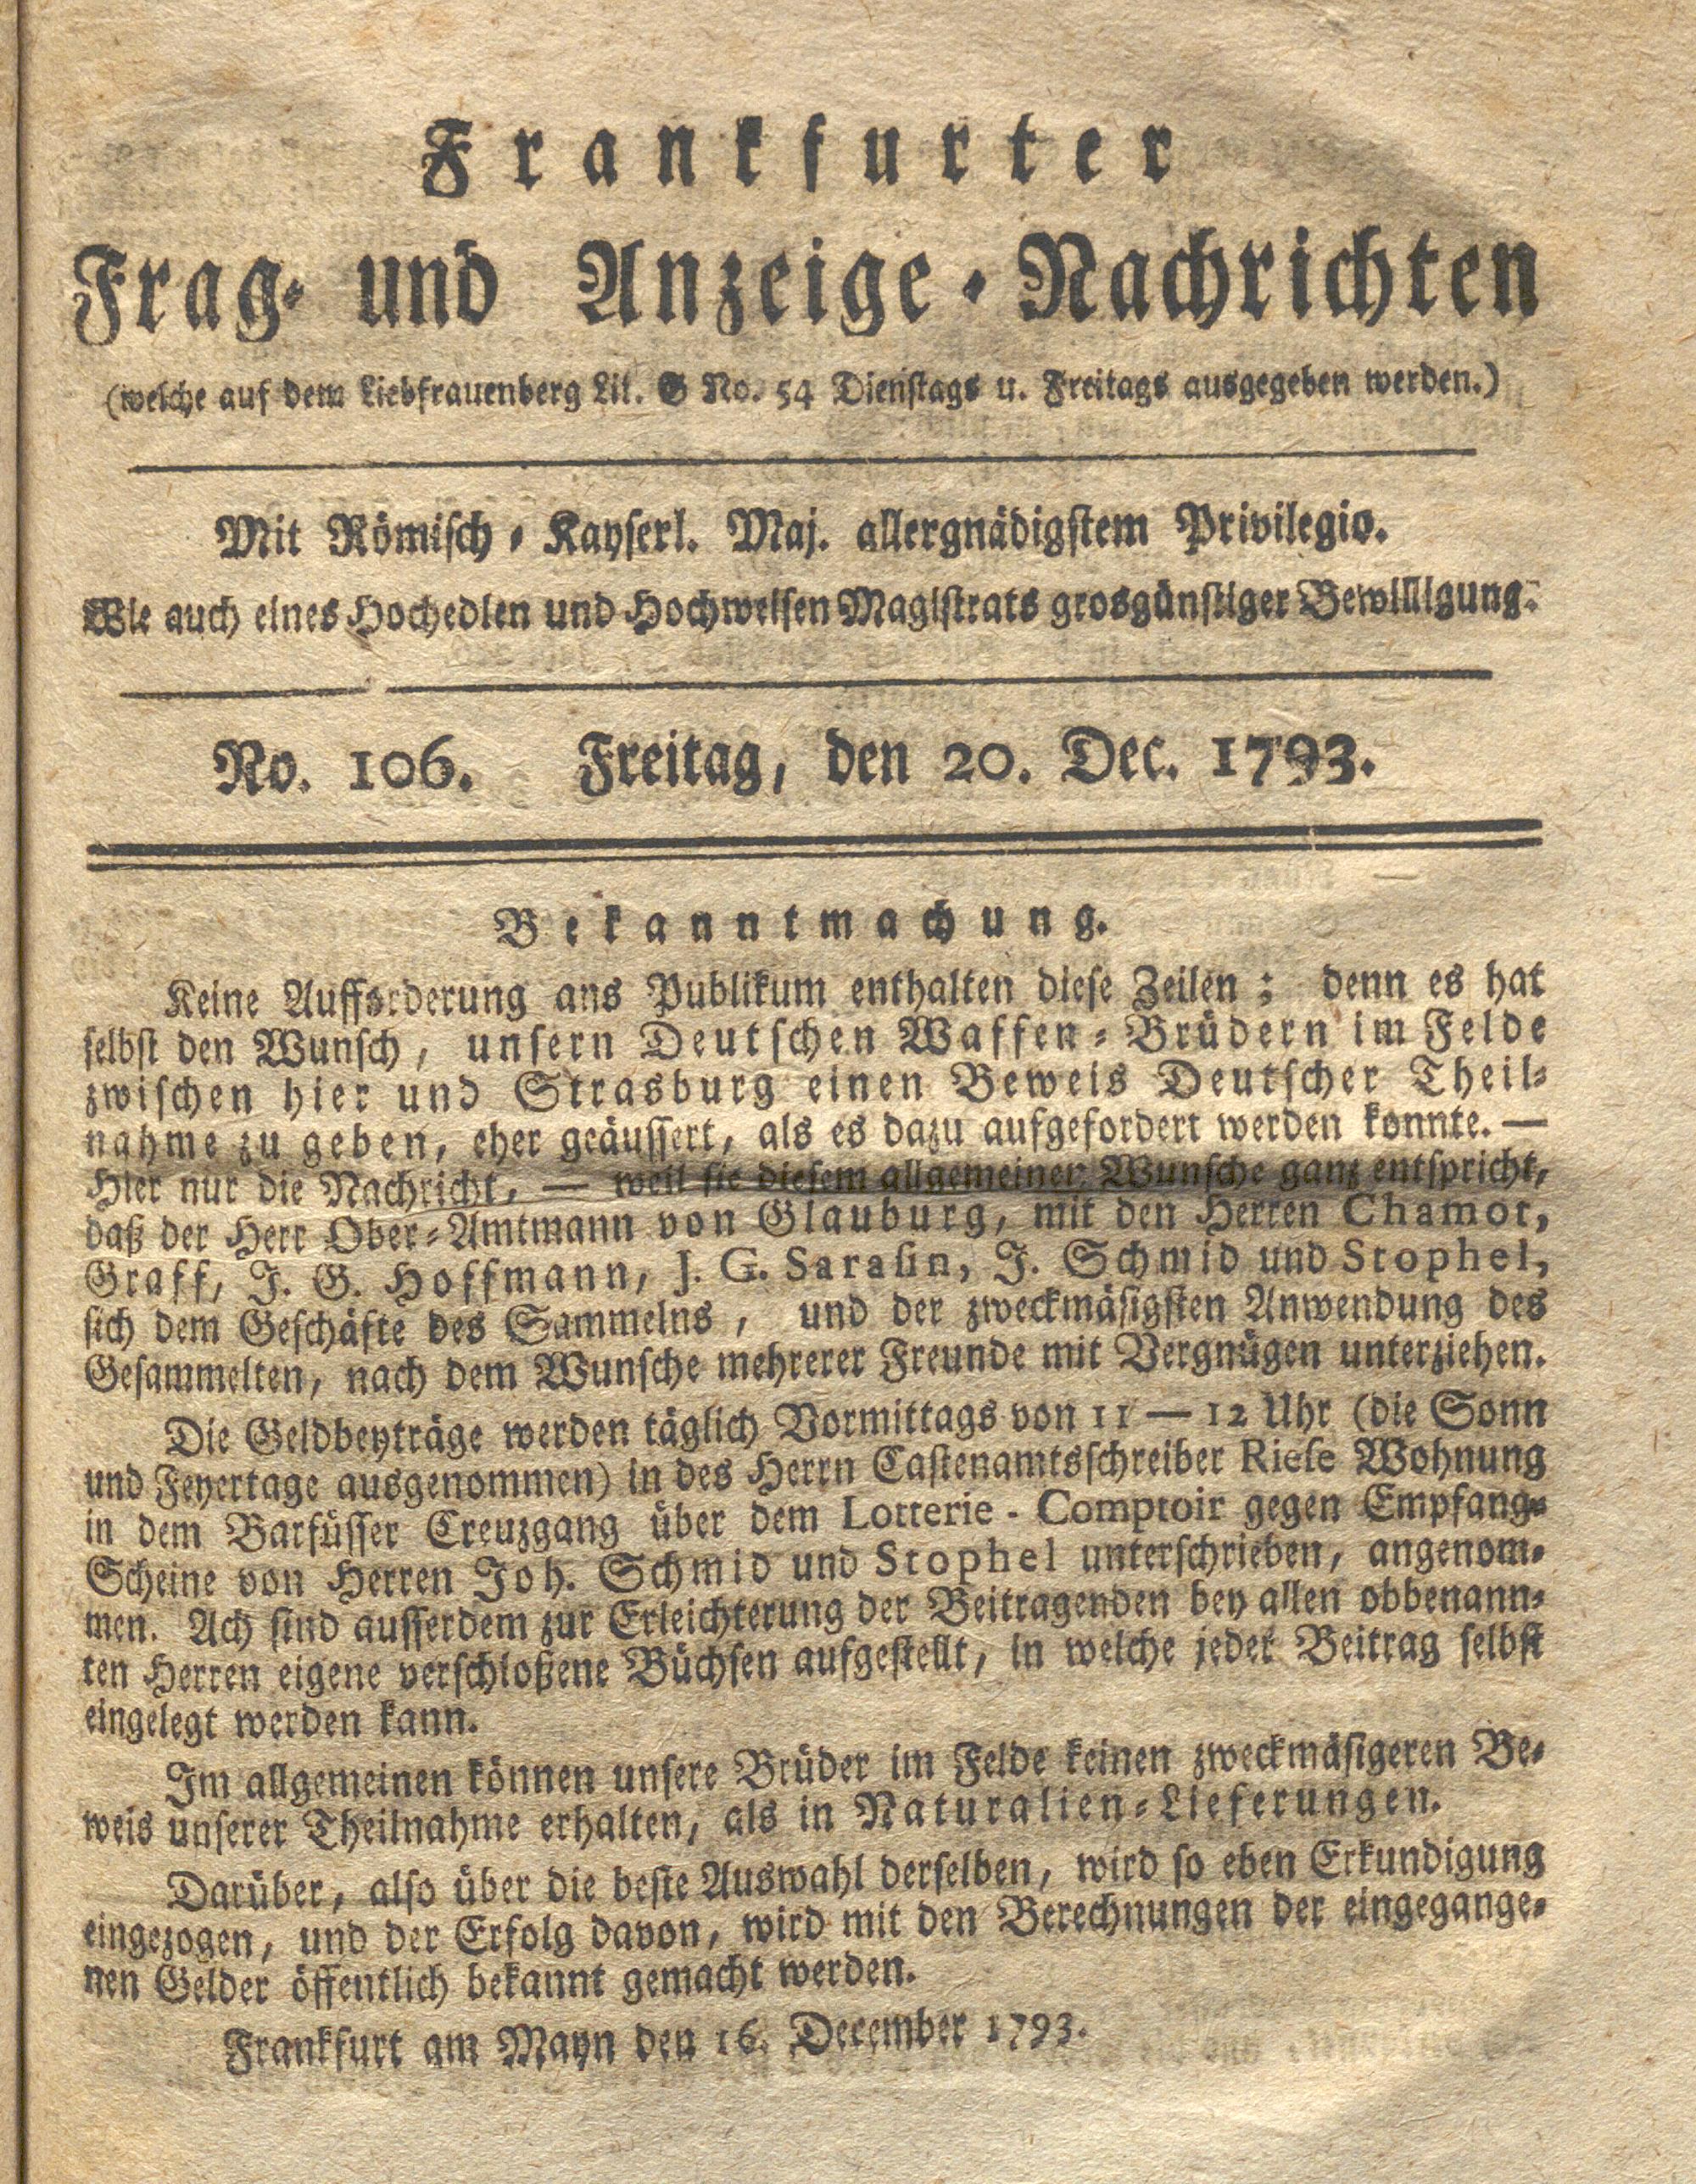 Frankfurter
Frag- und Anzeige-Nachrichten
(welche auf dem Liebfrauenberg Lit. G No. 54 Dienstags u. Freitags ausgegeben werden.)
Mit Römisch-Kayserl. Maj. allergnädigstem Privilegio.
Wie auch eines Hochedlen und Hochweisen Magistrats grosgünstiger Bewilligung.
No. 106. Freitag, den 20. Dec. 1793.
Bekanntmachung.
Keine Aufforderung ans Publikum enthalten diese Zeilen; denn es hat
selbst den Wunsch, unsern Deutschen Waffen-Brüdern im Felde
zwischen hier und Strasburg einen Beweis Deutscher Theil-
nahme zu geben, eher geäussert, als es dazu aufgefordert werden konnte. —
Hier nur die Nachricht, — weil sie diesem allgemeinen Wunsche ganz entspricht,
daß der Herr Ober-Amtmann von Glauburg, mit den Herren Chamot,
Graff, J. G. Hoffmann, J. G. Sarasin, J. Schmid und Stophel,
sich dem Geschäfte des Sammelns, und der zweckmäsigsten Anwendung des
Gesammelten, nach dem Wunsche mehrerer Freunde mit Vergnügen unterziehen.
Die Geldbeyträge werden täglich Vormittags von 11 — 12 Uhr (die Sonn
und Feyertage ausgenommen) in des Herrn Castenamtsschreiber Riese Wohnung
in dem Barfüsser Creuzgang über dem Lotterie-Comptoir gegen Empfang-
Scheine von Herren Joh. Schmid und Stophel unterschrieben, angenom-
men. Ach sind ausserdem zur Erleichterung der Beitragenden bey allen obbenann-
ten Herren eigene verschloßene Büchsen aufgestellt, in welche jeder Beitrag selbst
eingelegt werden kann.
Im allgemeinen können unsere Brüder im Felde keinen zweckmäsigeren Be-
weis unserer Theilnahme erhalten, als in Naturalien-Lieferungen.
Darüber, also über die beste Auswahl derselben, wird so eben Erkundigung
eingezogen, und der Erfolg davon, wird mit den Berechnungen der eingegange-
nen Gelder öffentlich bekannt gemacht werden.
Frankfurt am Mayn den 16. December 1793.